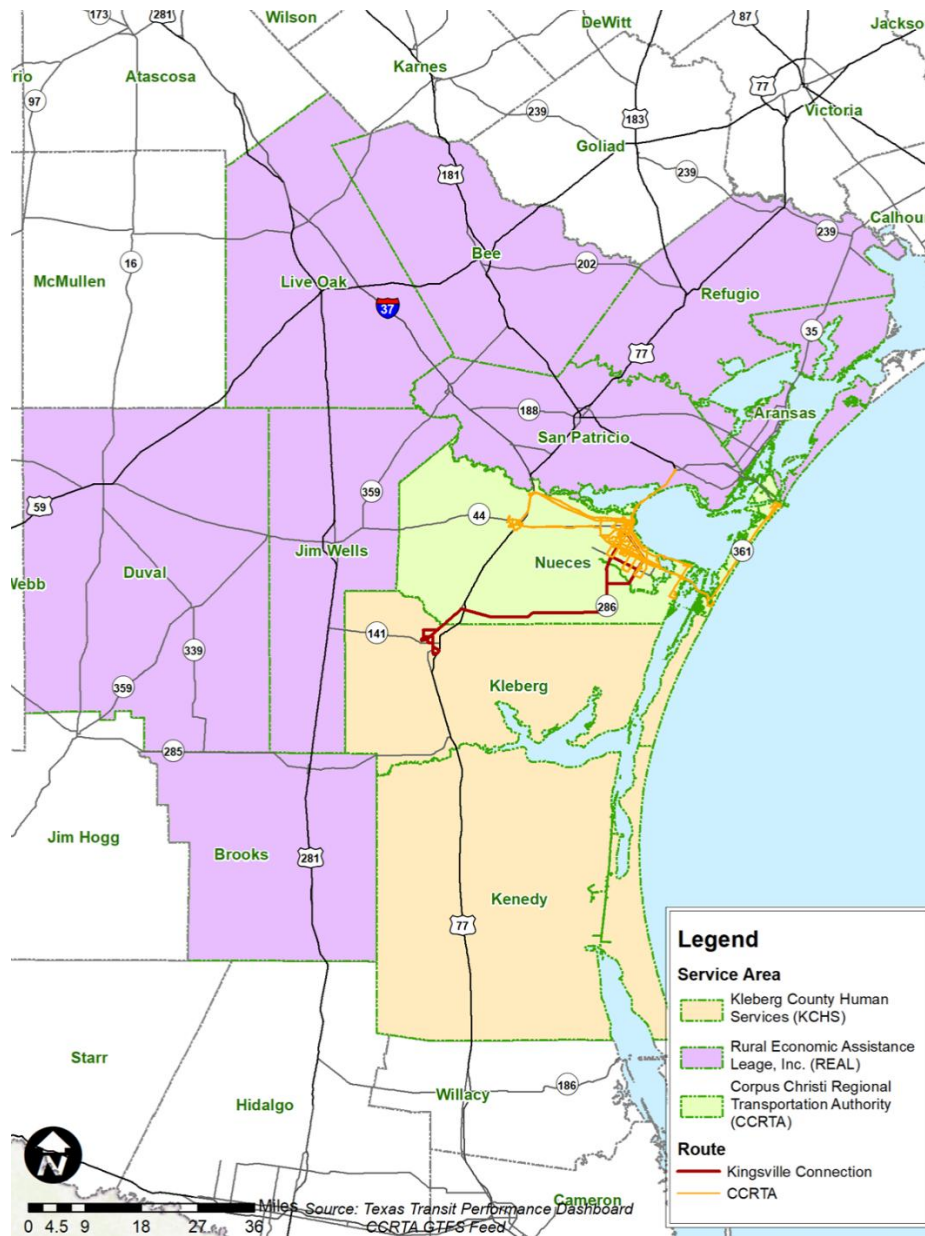 Wilson
DeWitt
87
Jackso
173
281
Karnes
77
rio
Atascosa
97
239
183
Victoria
Goliad
181
239
Calhoun
239
Bee
16
202
McMullen
Live Oak
Refugio
37
35
77
188
Aransas
San Patricio
359
59
44
361
Jim Wells
Nueces
Webb
Duval
286
141
339
Kleberg
359
285
Jim Hogg
Brooks
281
Kenedy
77
Starr
186
Willacy
Hidalgo
Cameron
Legend
Service Area
Kleberg County Human
Services (KCHS)
Rural Economic Assistance
Leage, Inc. (REAL)
Corpus Christi Regional
Transportation Authority
(CCRTA)
Route
Kingsville Connection
CCRTA
N
Miles
0 4.5 9 18 27 36
Source: Texas Transit Performance Dashboard
CCRTA GTFS Feed